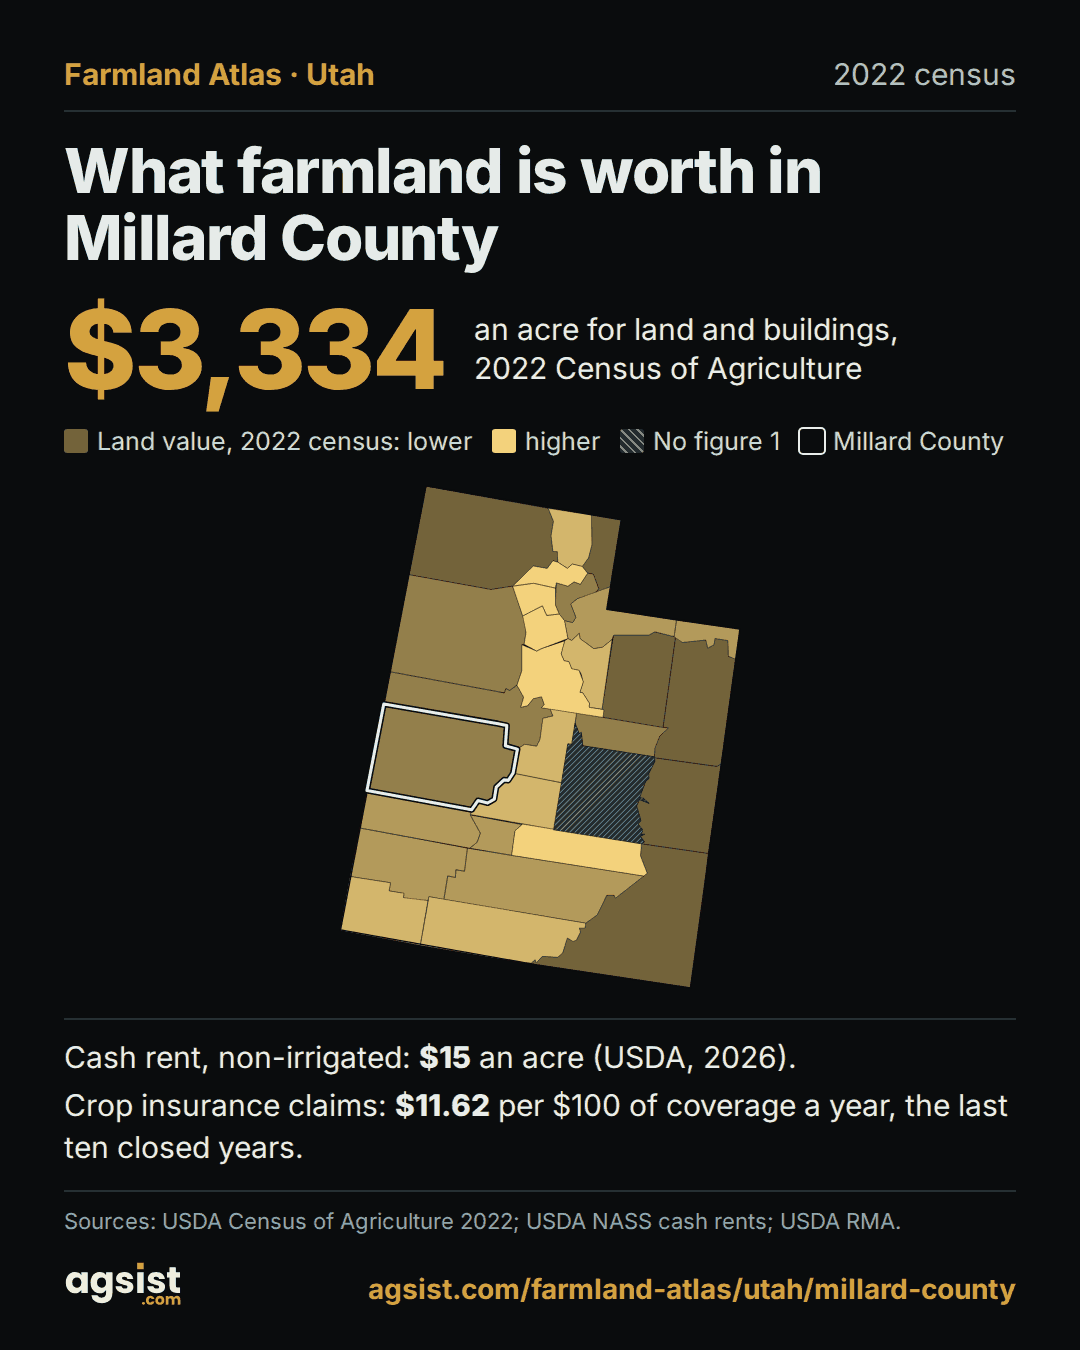 Farmland Atlas · Utah
2022 census
What farmland is worth in
Millard County
$3,334
an acre for land and buildings,
2022 Census of Agriculture
Land value, 2022 census: lower
higher
No figure 1
Millard County
Cash rent, non-irrigated: $15 an acre (USDA, 2026).
Crop insurance claims: $11.62 per $100 of coverage a year, the last
ten closed years.
Sources: USDA Census of Agriculture 2022; USDA NASS cash rents; USDA RMA.
agsist
.com
agsist.com/farmland-atlas/utah/millard-county